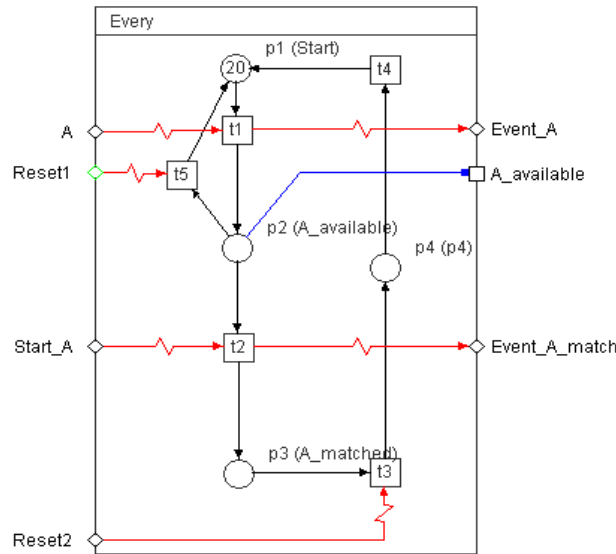 Every
p1 (Start)
20
t4
A
t1
Event_A
Reset1
t5
A_available
p2 (A_available)
p4 (p4)
Start_A
t2
Event_A_match
p3 (A_matched)
t3
Reset2